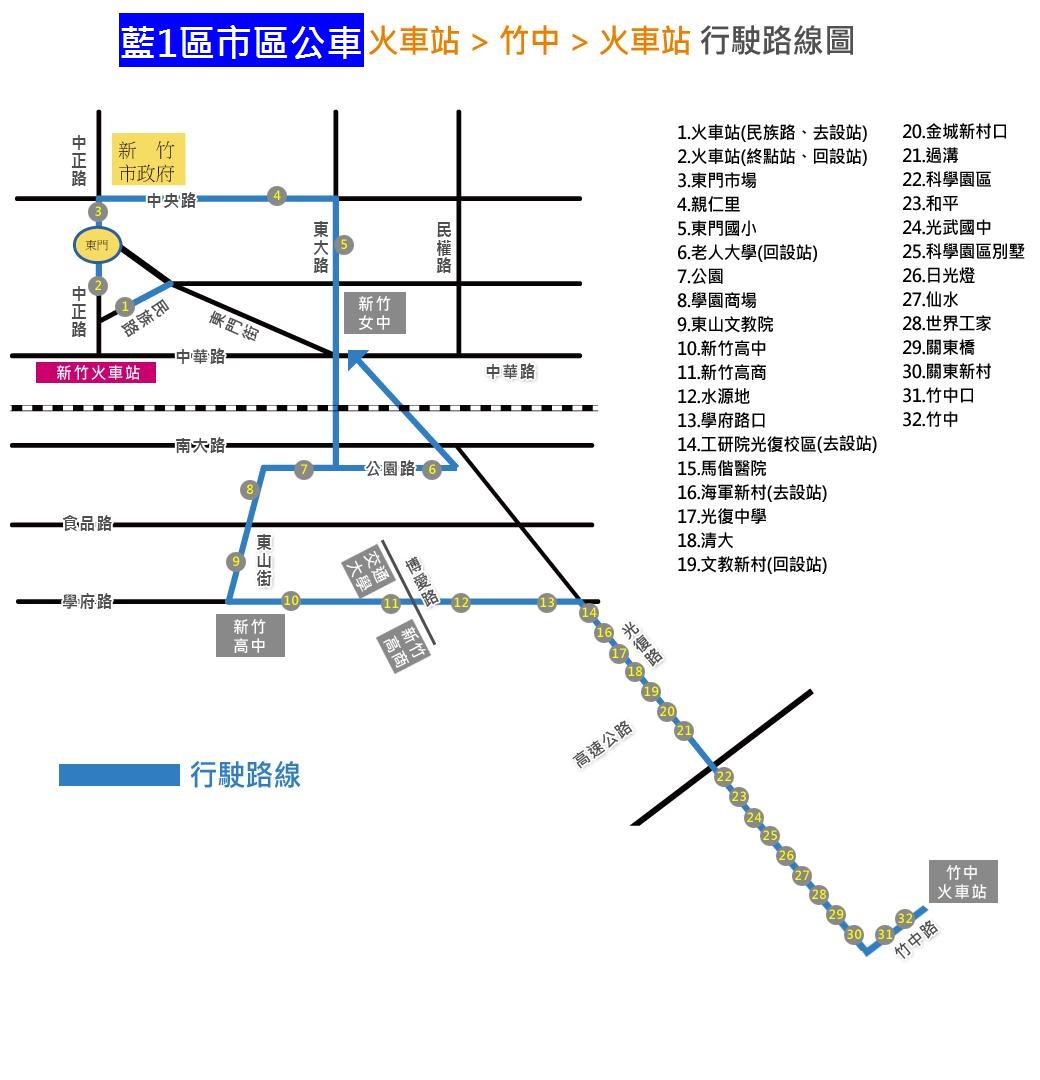 藍1區市區公車 火車站 > 竹中 > 火車站 行駛路線圖
中正路
新 竹
市政府
中央路
4
3
東門
東大路
5
民權路
2
中正路
1
民族路
東門街
新竹
女中
中華路
新竹火車站
中華路
南大路
7
公園路
6
8
食品路
東山街
9
交通
大學
博愛路
學府路
10
11
12
13
新竹
高中
新竹
高商
14
16
光復路
17
18
19
20
21
高速公路
22
23
24
25
26
27
28
29
30
31
32
竹中路
竹中
火車站
行駛路線
1.火車站(民族路、去設站)
2.火車站(終點站、回設站)
3.東門市場
4.親仁里
5.東門國小
6.老人大學(回設站)
7.公園
8.學園商場
9.東山文教院
10.新竹高中
11.新竹高商
12.水源地
13.學府路口
14.工研院光復校區(去設站)
15.馬偕醫院
16.海軍新村(去設站)
17.光復中學
18.清大
19.文教新村(回設站)
20.金城新村口
21.過溝
22.科學園區
23.和平
24.光武國中
25.科學園區別墅
26.日光燈
27.仙水
28.世界工家
29.關東橋
30.關東新村
31.竹中口
32.竹中